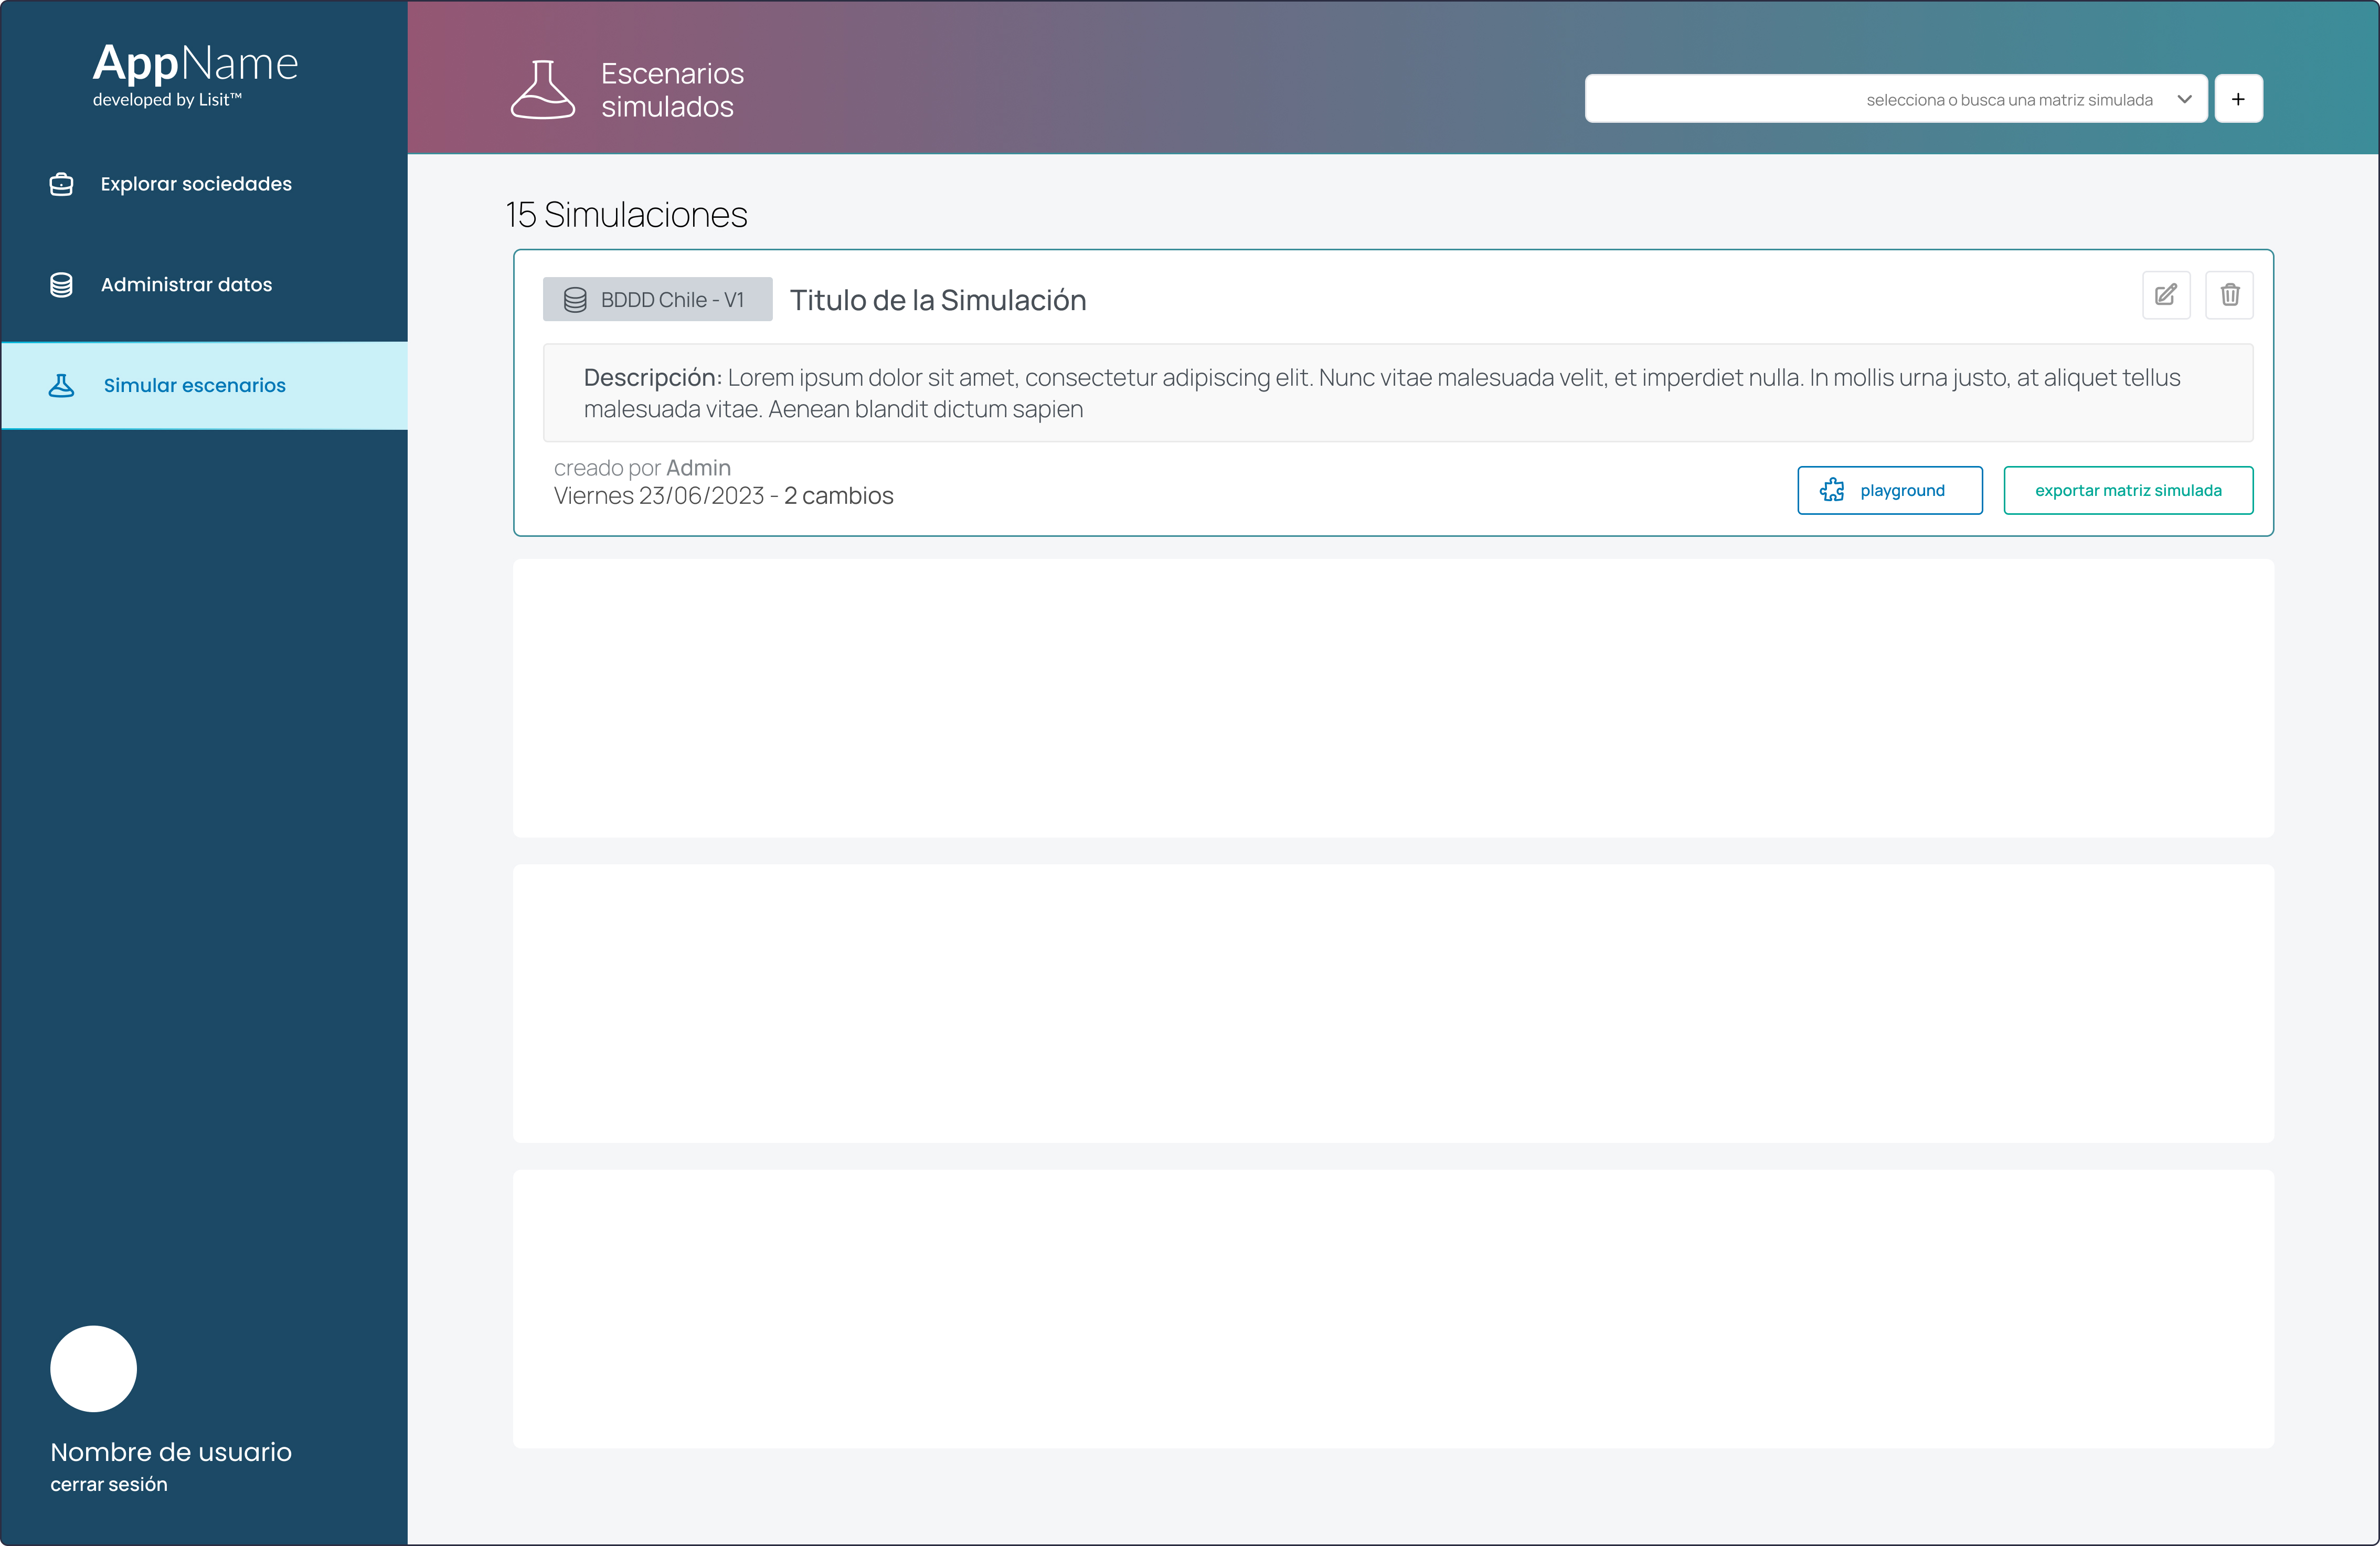 AppName
developed by Lisit™
Explorar sociedades
Administrar datos
Simular escenarios
Nombre de usuario
cerrar sesión
Escenarios
simulados
selecciona o busca una matriz simulada
+
15 Simulaciones
BDDD Chile - V1
Titulo de la Simulación
Descripción: Lorem ipsum dolor sit amet, consectetur adipiscing elit. Nunc vitae malesuada velit, et imperdiet nulla. In mollis urna justo, at aliquet tellus
malesuada vitae. Aenean blandit dictum sapien
creado por Admin
Viernes 23/06/2023 - 2 cambios
playground
exportar matriz simulada